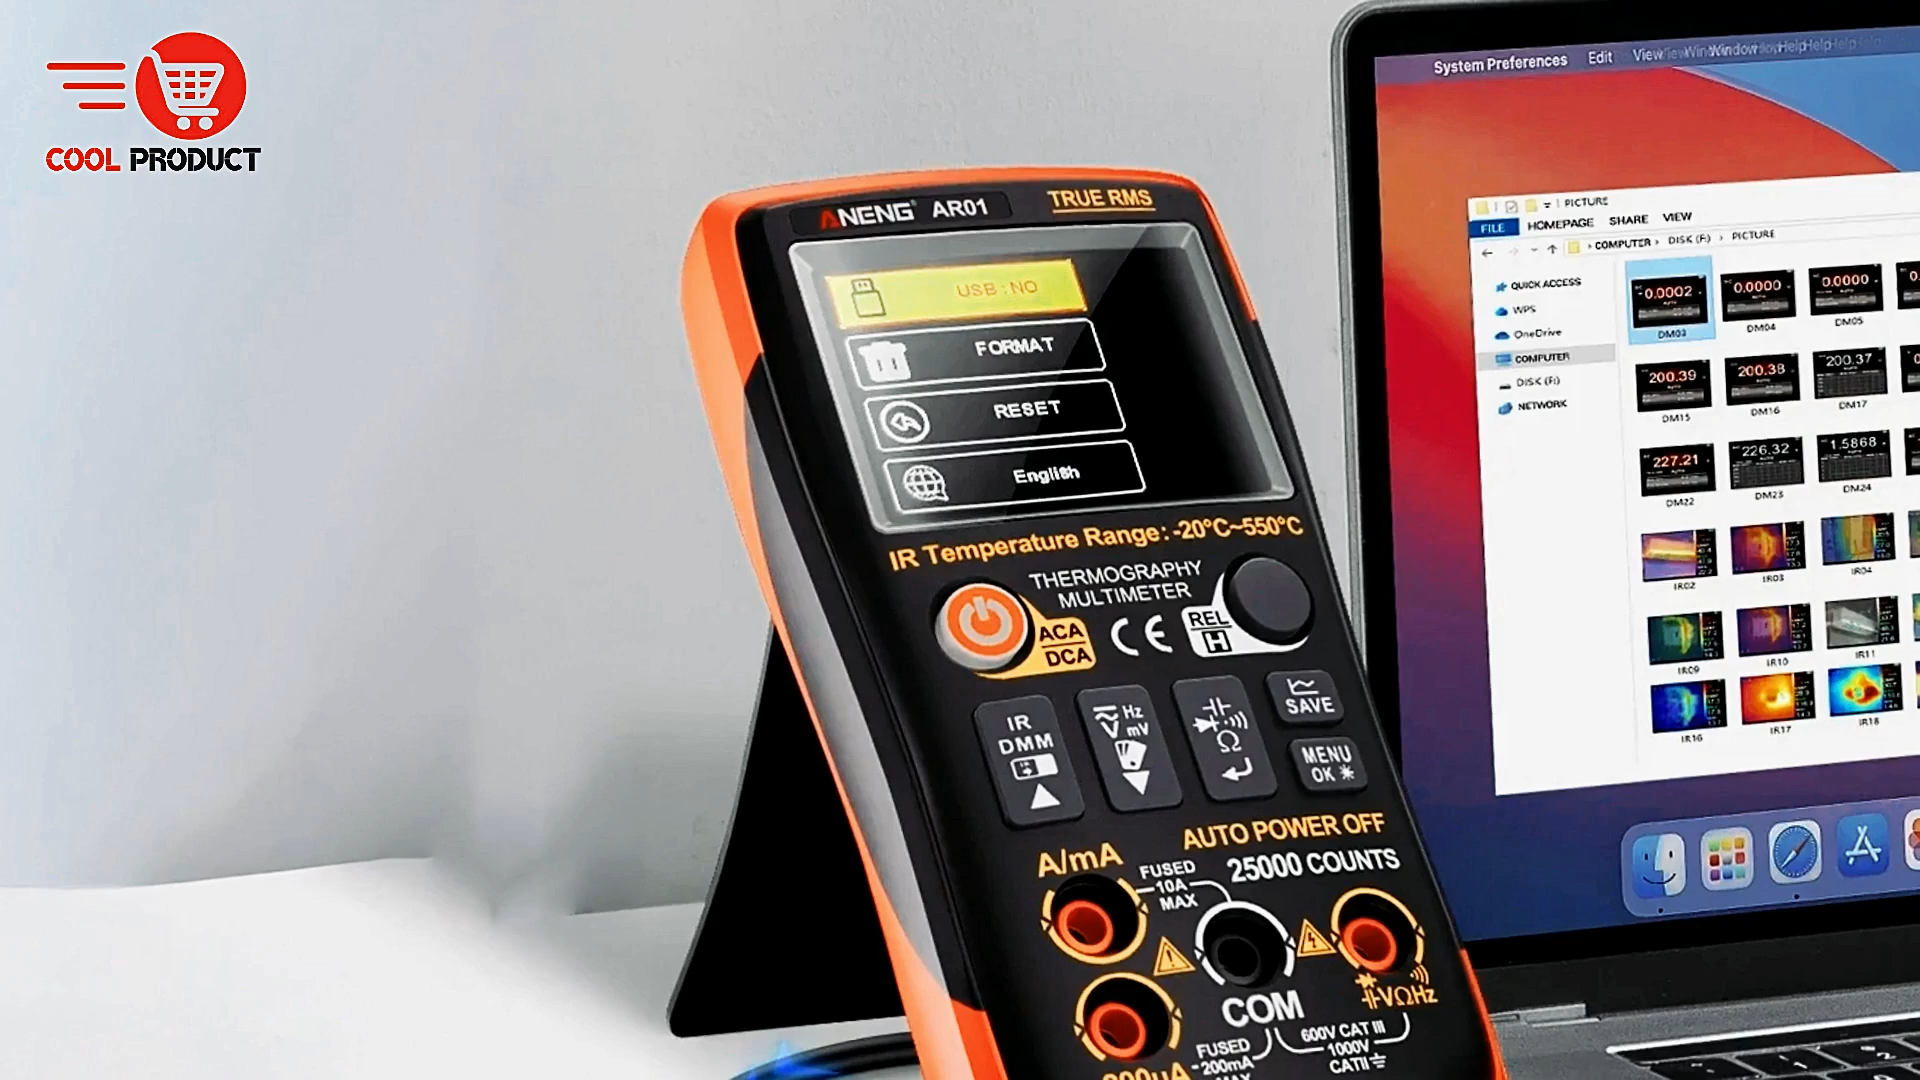 COOL PRODUCT
ANENG® AR01
TRUE RMS
USB : NO
FORMAT
RESET
English
IR Temperature Range: -20°C~550°C
THERMOGRAPHY
MULTIMETER
ACA
DCA
CE
REL
H
IR
DMM
Hz
V mV
Ω
SAVE
MENU
OK
AUTO POWER OFF
25000 COUNTS
A/mA
FUSED
10A
MAX
COM
VΩHz
600V CAT III
1000V
CATII
FUSED
200mA
MAX
System Preferences Edit View Window Help
PICTURE
FILE HOMEPAGE SHARE VIEW
COMPUTER › DISK (F:) › PICTURE
QUICK ACCESS
WPS
OneDrive
COMPUTER
DISK (F:)
NETWORK
-0.0002 0.0000 0.0000
DM03 DM04 DM05
200.39 200.38 200.37
DM15 DM16 DM17
227.21 226.32 1.5868
DM22 DM23 DM24
IR02 IR03 IR04
IR09 IR10 IR11
IR16 IR17 IR18